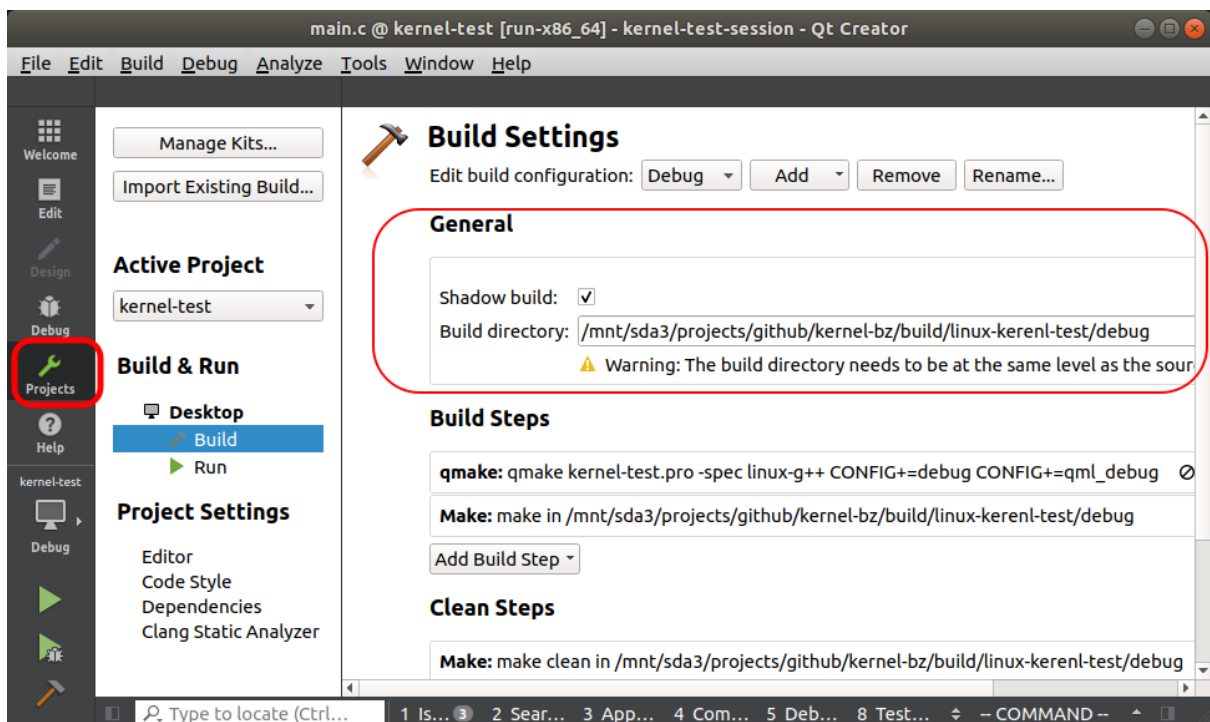 main.c @ kernel-test [run-x86_64] - kernel-test-session - Qt Creator
File Edit Build Debug Analyze Tools Window Help
Welcome
Edit
Design
Debug
Projects
Help
kernel-test
Debug
Manage Kits...
Import Existing Build...
Active Project
kernel-test
Build & Run
Desktop
Build
Run
Project Settings
Editor
Code Style
Dependencies
Clang Static Analyzer
Build Settings
Edit build configuration: Debug Add Remove Rename...
General
Shadow build:
Build directory: /mnt/sda3/projects/github/kernel-bz/build/linux-kerenl-test/debug
Warning: The build directory needs to be at the same level as the sour
Build Steps
qmake: qmake kernel-test.pro -spec linux-g++ CONFIG+=debug CONFIG+=qml_debug
Make: make in /mnt/sda3/projects/github/kernel-bz/build/linux-kerenl-test/debug
Add Build Step
Clean Steps
Make: make clean in /mnt/sda3/projects/github/kernel-bz/build/linux-kerenl-test/debug
Type to locate (Ctrl... 1 Is... 3 2 Sear... 3 App... 4 Com... 5 Deb... 8 Test... -- COMMAND --